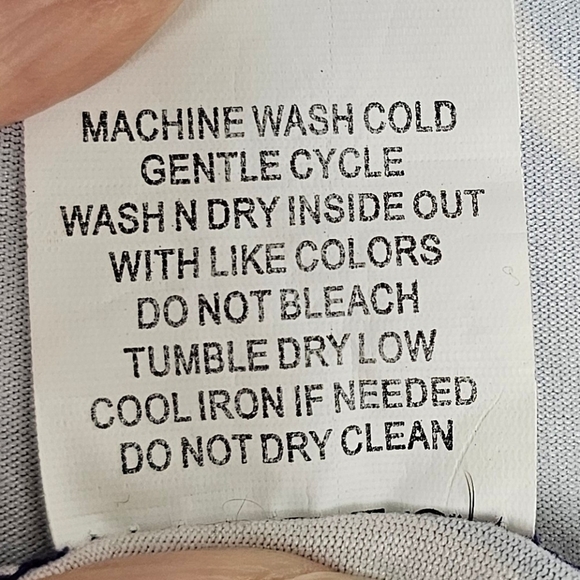 MACHINE WASH COLD
GENTLE CYCLE
WASH N DRY INSIDE OUT
WITH LIKE COLORS
DO NOT BLEACH
TUMBLE DRY LOW
COOL IRON IF NEEDED
DO NOT DRY CLEAN